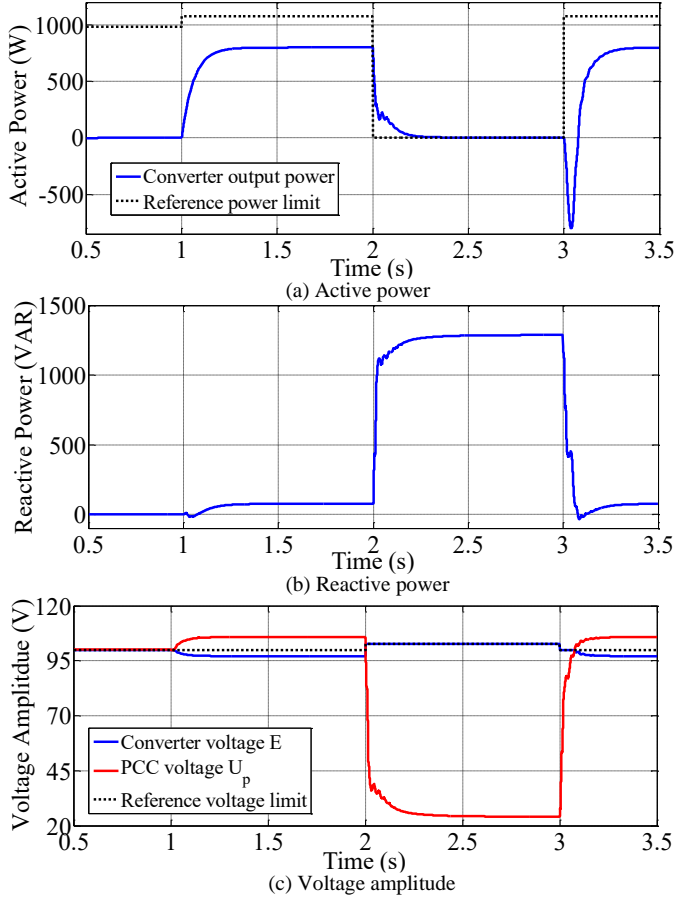 1000
500
0
-500
Active Power (W)
Converter output power
Reference power limit
0.5 1 1.5 2 2.5 3 3.5
Time (s)
(a) Active power
1500
1000
500
0
Reactive Power (VAR)
0.5 1 1.5 2 2.5 3 3.5
Time (s)
(b) Reactive power
120
95
70
45
20
Voltage Amplitdue (V)
Converter voltage E
PCC voltage U_p
Reference voltage limit
0.5 1 1.5 2 2.5 3 3.5
Time (s)
(c) Voltage amplitude